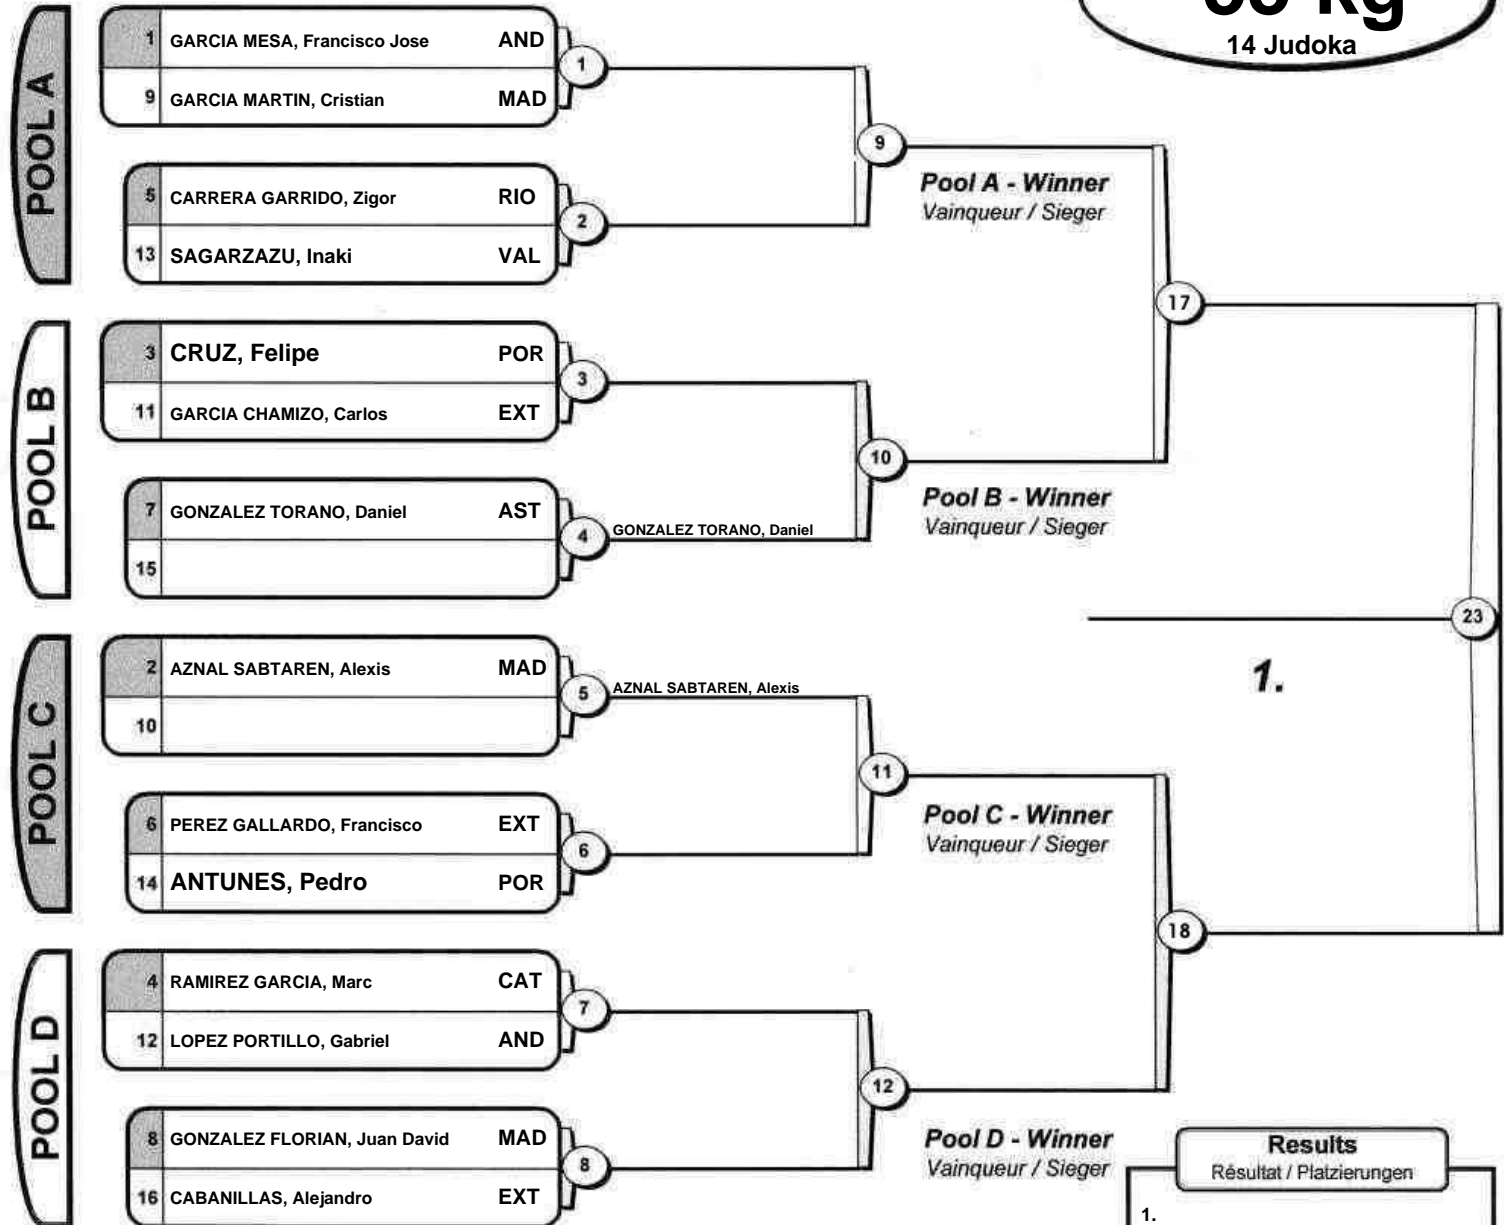 14 Judoka
POOL A
1 GARCIA MESA, Francisco Jose AND
1
9 GARCIA MARTIN, Cristian MAD
9
Pool A - Winner
Vainqueur / Sieger
5 CARRERA GARRIDO, Zigor RIO
2
13 SAGARZAZU, Inaki VAL
17
POOL B
3 CRUZ, Felipe POR
3
11 GARCIA CHAMIZO, Carlos EXT
10
Pool B - Winner
Vainqueur / Sieger
7 GONZALEZ TORANO, Daniel AST
4 GONZALEZ TORANO, Daniel
15
23
1.
POOL C
2 AZNAL SABTAREN, Alexis MAD
5 AZNAL SABTAREN, Alexis
10
11
Pool C - Winner
Vainqueur / Sieger
6 PEREZ GALLARDO, Francisco EXT
6
14 ANTUNES, Pedro POR
18
POOL D
4 RAMIREZ GARCIA, Marc CAT
7
12 LOPEZ PORTILLO, Gabriel AND
12
Pool D - Winner
Vainqueur / Sieger
8 GONZALEZ FLORIAN, Juan David MAD
8
16 CABANILLAS, Alejandro EXT
Results
Résultat / Platzierungen
1.